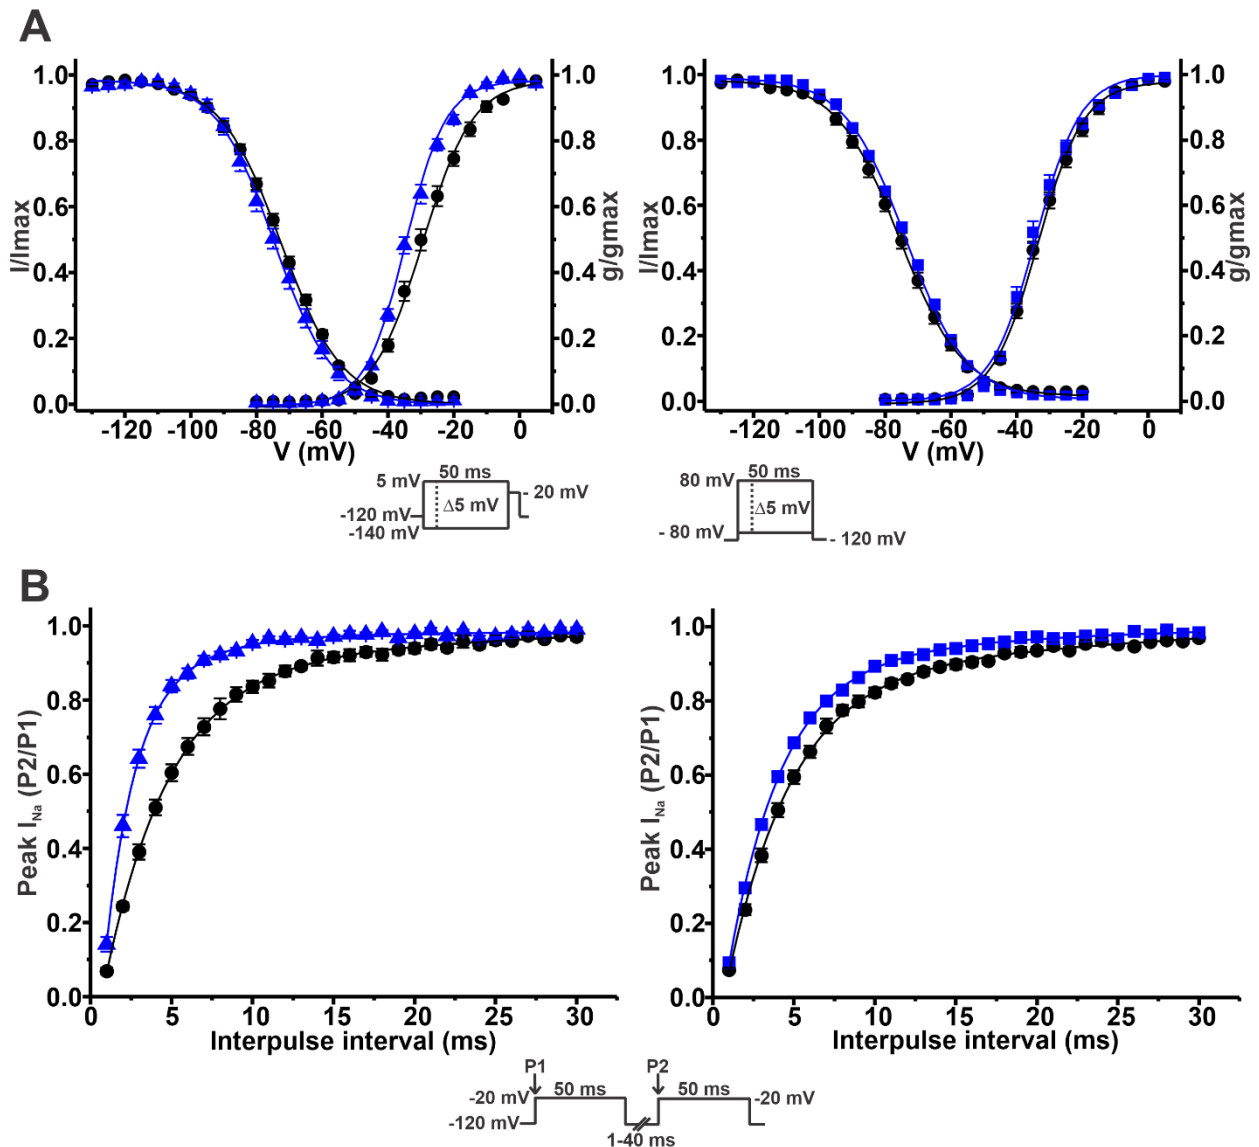 A
1.0
0.8
0.6
0.4
0.2
0.0
I/Imax
1.0
0.8
0.6
0.4
0.2
0.0
g/gmax
-120 -100 -80 -60 -40 -20 0
V (mV)
1.0
0.8
0.6
0.4
0.2
0.0
I/Imax
1.0
0.8
0.6
0.4
0.2
0.0
g/gmax
-120 -100 -80 -60 -40 -20 0
V (mV)
5 mV 50 ms
- 20 mV
Δ5 mV
-120 mV
-140 mV
50 ms
80 mV
Δ5 mV
- 80 mV
- 120 mV
B
1.0
0.8
0.6
0.4
0.2
0.0
Peak INa (P2/P1)
0 5 10 15 20 25 30
Interpulse interval (ms)
1.0
0.8
0.6
0.4
0.2
0.0
Peak INa (P2/P1)
0 5 10 15 20 25 30
Interpulse interval (ms)
P1 P2
-20 mV 50 ms 50 ms -20 mV
-120 mV
1-40 ms